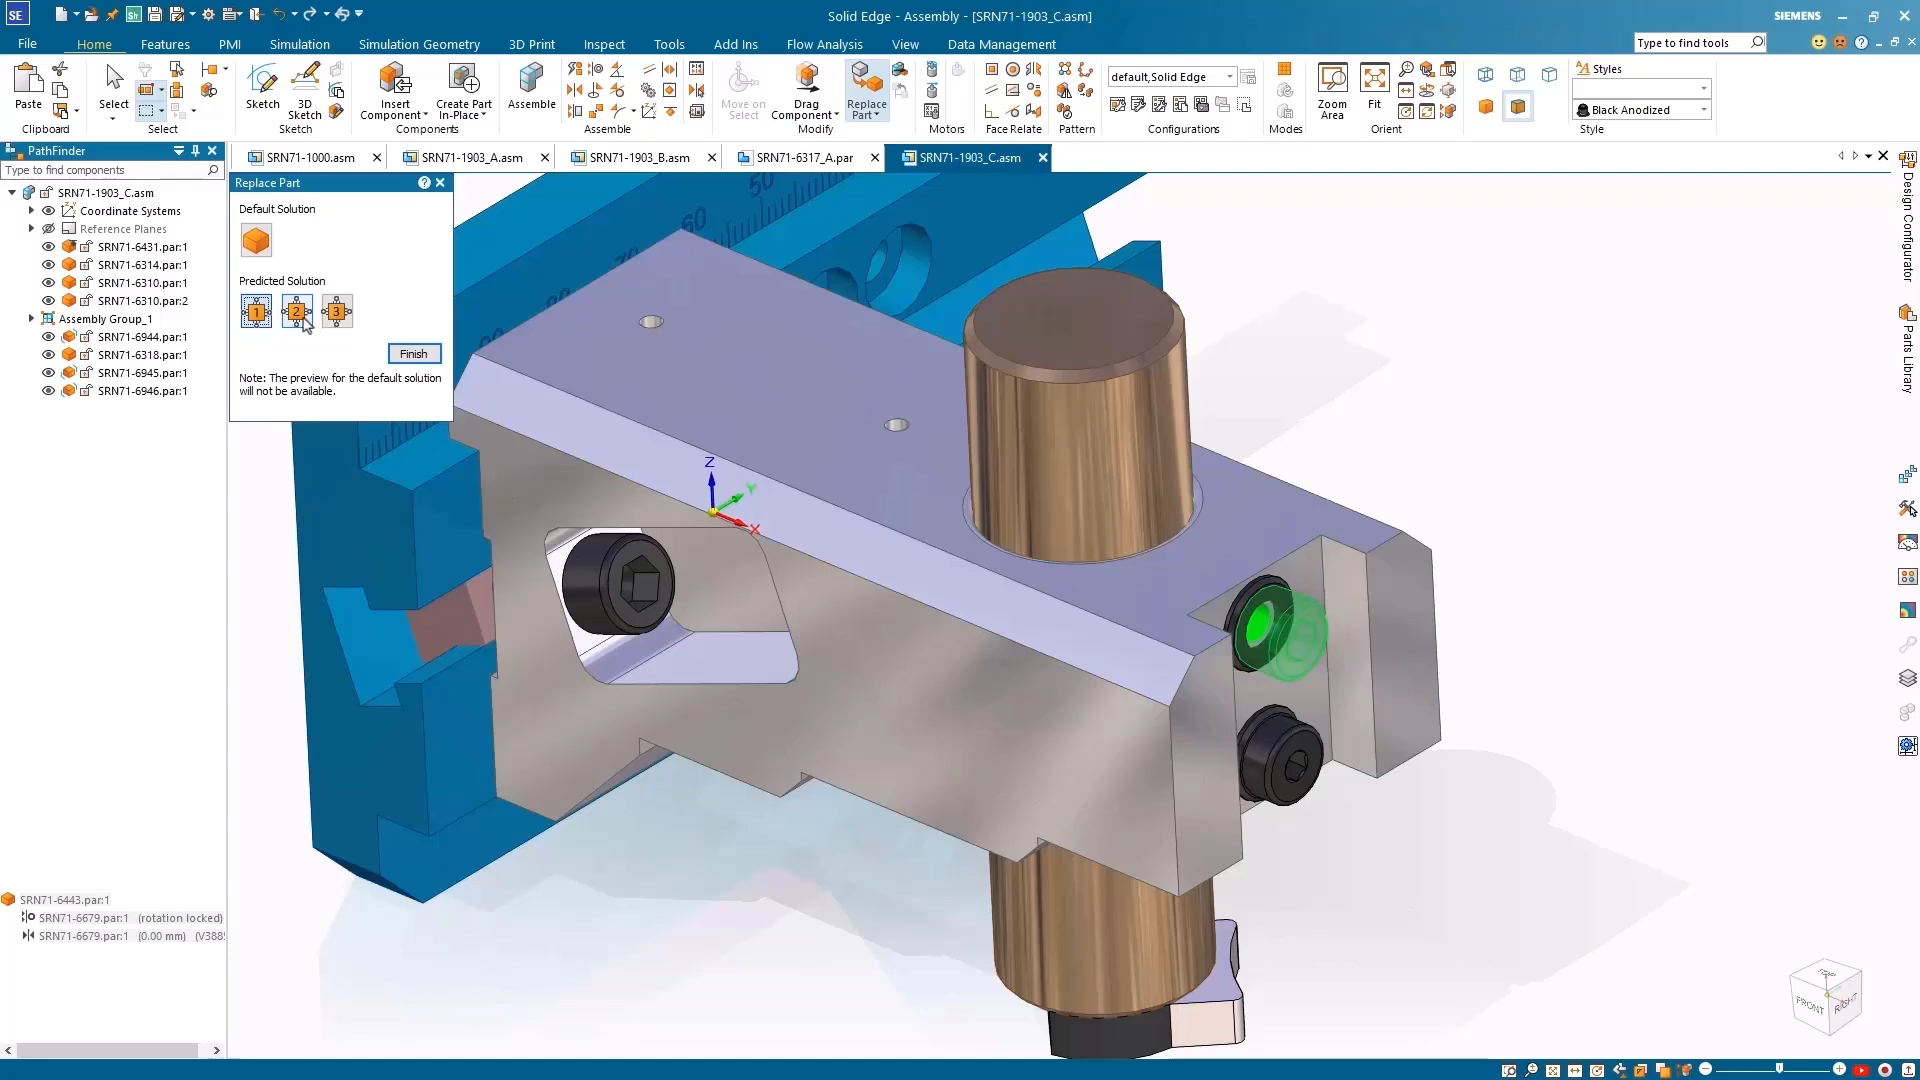 SE
Sh
Solid Edge - Assembly - [SRN71-1903_C.asm]
SIEMENS
File
Home
Features
PMI
Simulation
Simulation Geometry
3D Print
Inspect
Tools
Add Ins
Flow Analysis
View
Data Management
Type to find tools
Paste
Select
Sketch
3D Sketch
Insert Component
Create Part In-Place
Assemble
Move on Select
Drag Component
Replace Part
default,Solid Edge
Zoom Area
Fit
Styles
Black Anodized
Clipboard
Select
Sketch
Components
Assemble
Modify
Motors
Face Relate
Pattern
Configurations
Modes
Orient
Style
PathFinder
SRN71-1000.asm
SRN71-1903_A.asm
SRN71-1903_B.asm
SRN71-6317_A.par
SRN71-1903_C.asm
Type to find components
SRN71-1903_C.asm
Coordinate Systems
Reference Planes
SRN71-6431.par:1
SRN71-6314.par:1
SRN71-6310.par:1
SRN71-6310.par:2
Assembly Group_1
SRN71-6944.par:1
SRN71-6318.par:1
SRN71-6945.par:1
SRN71-6946.par:1
Replace Part
Default Solution
Predicted Solution
1 2 3
Finish
Note: The preview for the default solution
will not be available.
50
60
70
Z
Y
X
Design Configurator
Parts Library
SRN71-6443.par:1
SRN71-6679.par:1 (rotation locked)
SRN71-6679.par:1 (0.00 mm)
TOP
FRONT
RIGHT